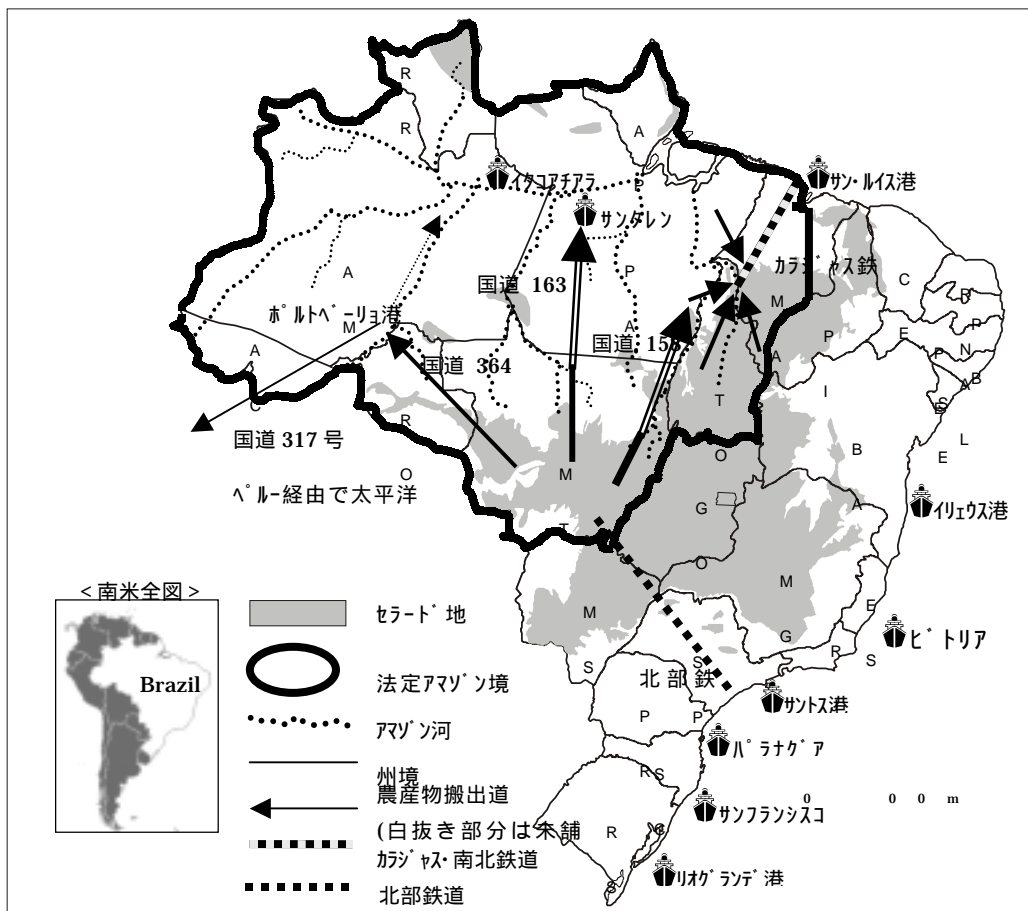 R
R
A
P
イタコアチアラ
サン・ルイス港
サンタレン
カラジャス鉄
国道 163
A
M
P
A
C
R
P
N
B
E
P
A
S
ポルトベーリョ港
国道 364
国道 158
M
A
P
I
T
A
C
R
O
国道 317 号
ペルー経由で太平洋
M
T
O
G
O
B
A
L
E
イリェウス港
M
G
E
S
ビトリア
M
S
R
北部鉄
S
P
サントス港
P
パラナグア
R
S
サンフランシスコ
0 0 0 m
R
S
リオグランデ港
<南米全図>
Brazil
セラード地
法定アマゾン境
アマゾン河
州境
農産物搬出道
(白抜き部分は未舗
カラジャス・南北鉄道
北部鉄道